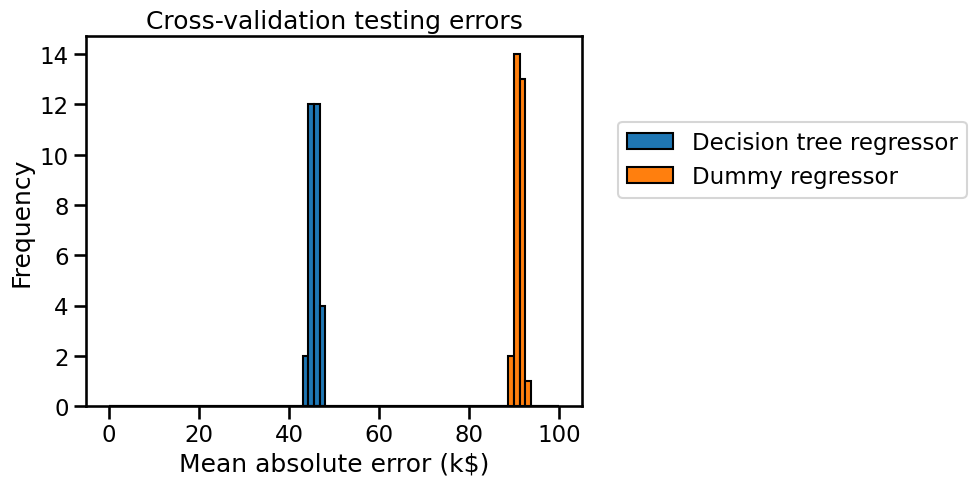 Cross-validation testing errors
14
12
10
8
6
4
2
0
Frequency
0 20 40 60 80 100
Mean absolute error (k$)
Decision tree regressor
Dummy regressor